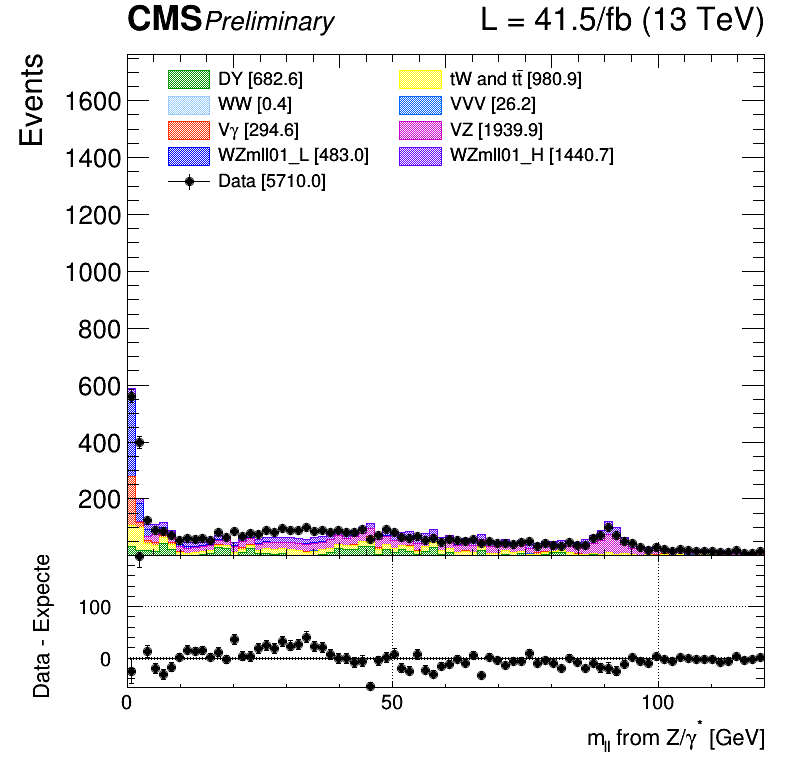 CMS Preliminary L = 41.5/fb (13 TeV)
Events
DY [682.6] tW and tt̄ [980.9]
WW [0.4] VVV [26.2]
Vγ [294.6] VZ [1939.9]
WZmll01_L [483.0] WZmll01_H [1440.7]
Data [5710.0]
1600
1400
1200
1000
800
600
400
200
Data - Expecte
100
0
0 50 100
m_ll from Z/γ* [GeV]